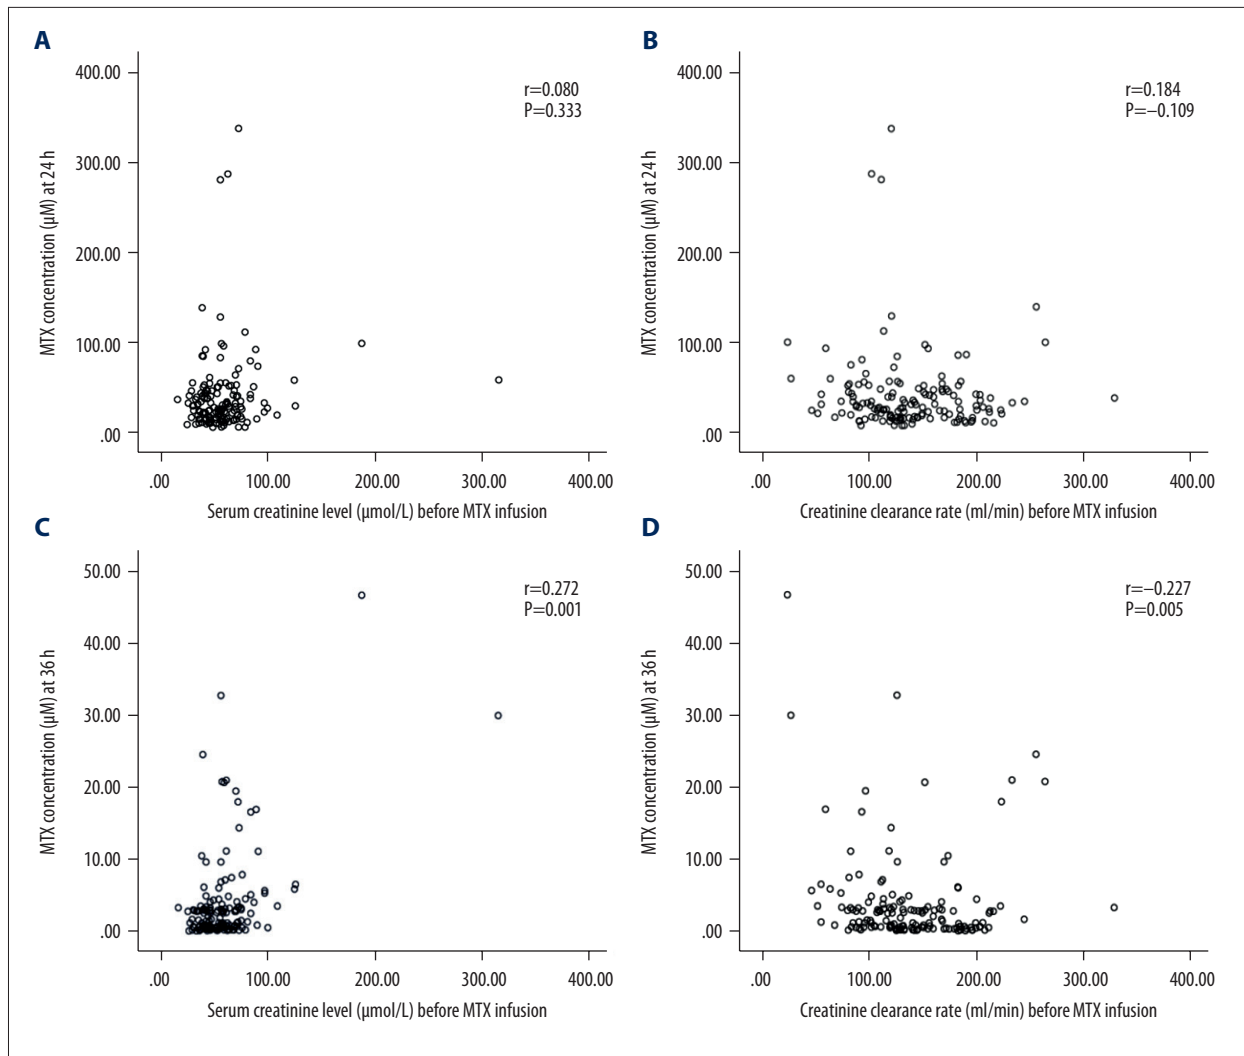 A
400.00
300.00
200.00
100.00
.00
MTX concentration (µM) at 24 h
r=0.080
P=0.333
.00 100.00 200.00 300.00 400.00
Serum creatinine level (µmol/L) before MTX infusion
B
400.00
300.00
200.00
100.00
.00
MTX concentration (µM) at 24 h
r=0.184
P=−0.109
.00 100.00 200.00 300.00 400.00
Creatinine clearance rate (ml/min) before MTX infusion
C
50.00
40.00
30.00
20.00
10.00
.00
MTX concentration (µM) at 36 h
r=0.272
P=0.001
.00 100.00 200.00 300.00 400.00
Serum creatinine level (µmol/L) before MTX infusion
D
50.00
40.00
30.00
20.00
10.00
.00
MTX concentration (µM) at 36 h
r=−0.227
P=0.005
.00 100.00 200.00 300.00 400.00
Creatinine clearance rate (ml/min) before MTX infusion